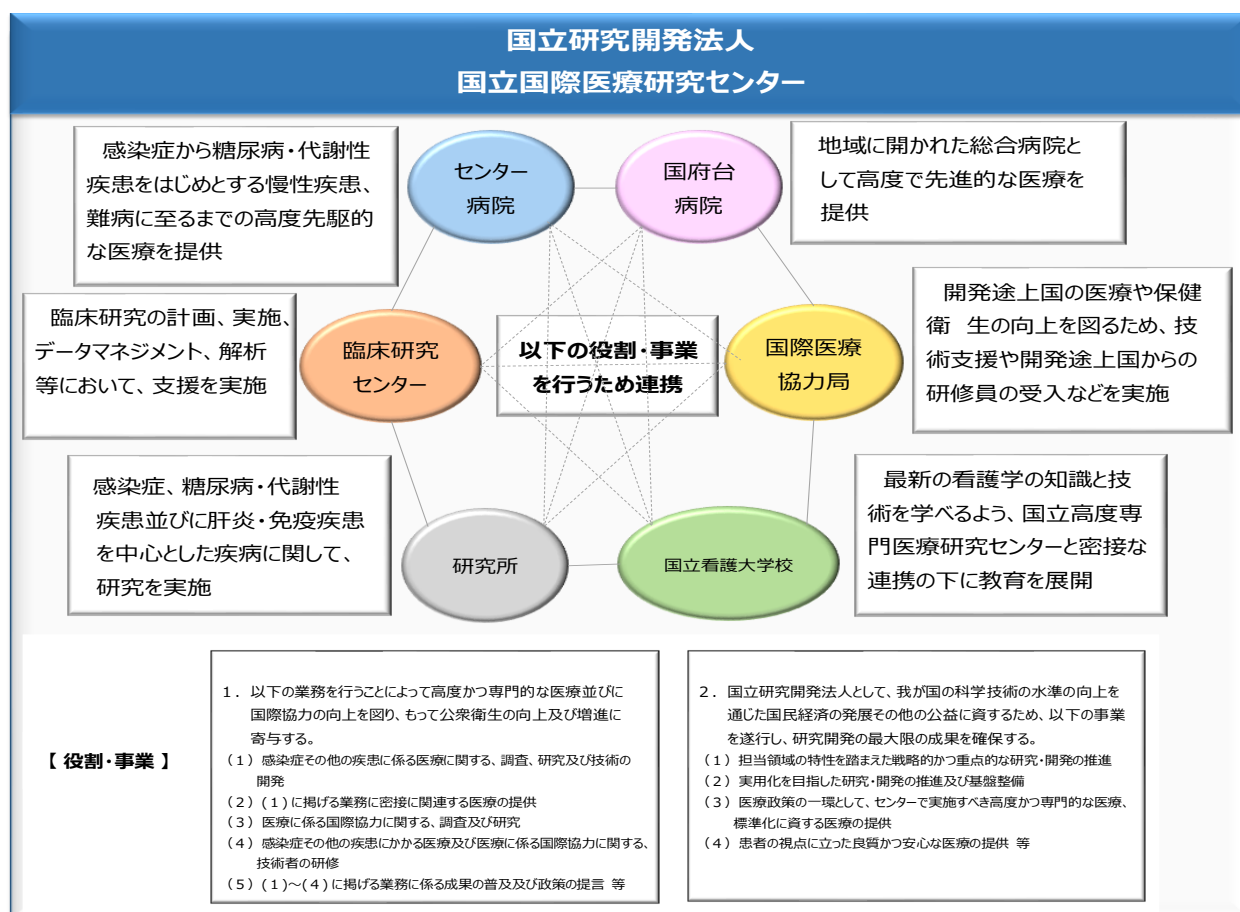 国立研究開発法人
国立国際医療研究センター
感染症から糖尿病・代謝性
疾患をはじめとする慢性疾患、
難病に至るまでの高度先駆的
な医療を提供
センター
病院
国府台
病院
地域に開かれた総合病院と
して高度で先進的な医療を
提供
臨床研究の計画、実施、
データマネジメント、解析
等において、支援を実施
臨床研究
センター
以下の役割・事業
を行うため連携
国際医療
協力局
開発途上国の医療や保健
衛　生の向上を図るため、技
術支援や開発途上国からの
研修員の受入などを実施
感染症、糖尿病・代謝性
疾患並びに肝炎・免疫疾患
を中心とした疾病に関して、
研究を実施
研究所
国立看護大学校
最新の看護学の知識と技
術を学べるよう、国立高度専
門医療研究センターと密接な
連携の下に教育を展開
【 役割・事業 】
1．以下の業務を行うことによって高度かつ専門的な医療並びに
国際協力の向上を図り、もって公衆衛生の向上及び増進に
寄与する。
（1）感染症その他の疾患に係る医療に関する、調査、研究及び技術の
開発
（2）(1)に掲げる業務に密接に関連する医療の提供
（3）医療に係る国際協力に関する、調査及び研究
（4）感染症その他の疾患にかかる医療及び医療に係る国際協力に関する、
技術者の研修
（5）(1)～(4)に掲げる業務に係る成果の普及及び政策の提言 等
2．国立研究開発法人として、我が国の科学技術の水準の向上を
通じた国民経済の発展その他の公益に資するため、以下の事業
を遂行し、研究開発の最大限の成果を確保する。
（1）担当領域の特性を踏まえた戦略的かつ重点的な研究・開発の推進
（2）実用化を目指した研究・開発の推進及び基盤整備
（3）医療政策の一環として、センターで実施すべき高度かつ専門的な医療、
標準化に資する医療の提供
（4）患者の視点に立った良質かつ安心な医療の提供 等